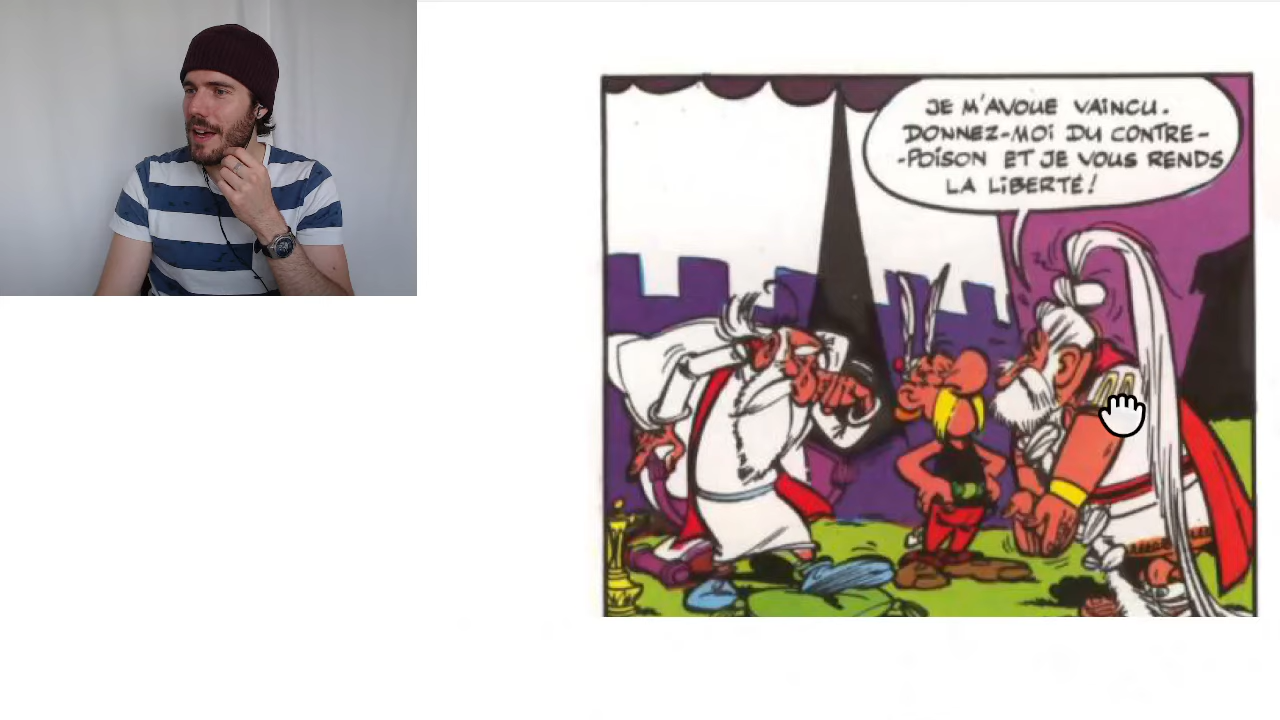 JE M'AVOUE VAINCU.
DONNEZ-MOI DU CONTRE-
-POISON ET JE VOUS RENDS
LA LIBERTÉ!